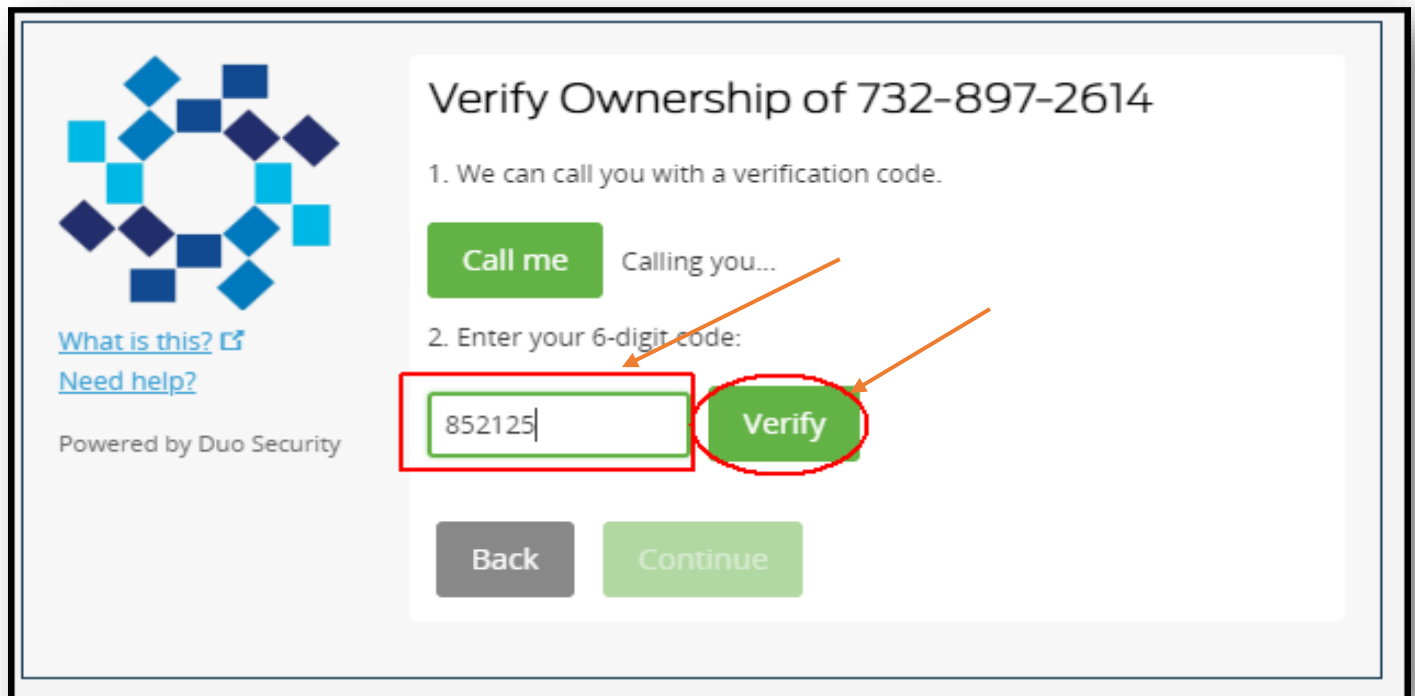 Verify Ownership of 732-897-2614
1. We can call you with a verification code.
Call me Calling you...
2. Enter your 6-digit code:
852125 Verify
Back Continue
What is this?
Need help?
Powered by Duo Security